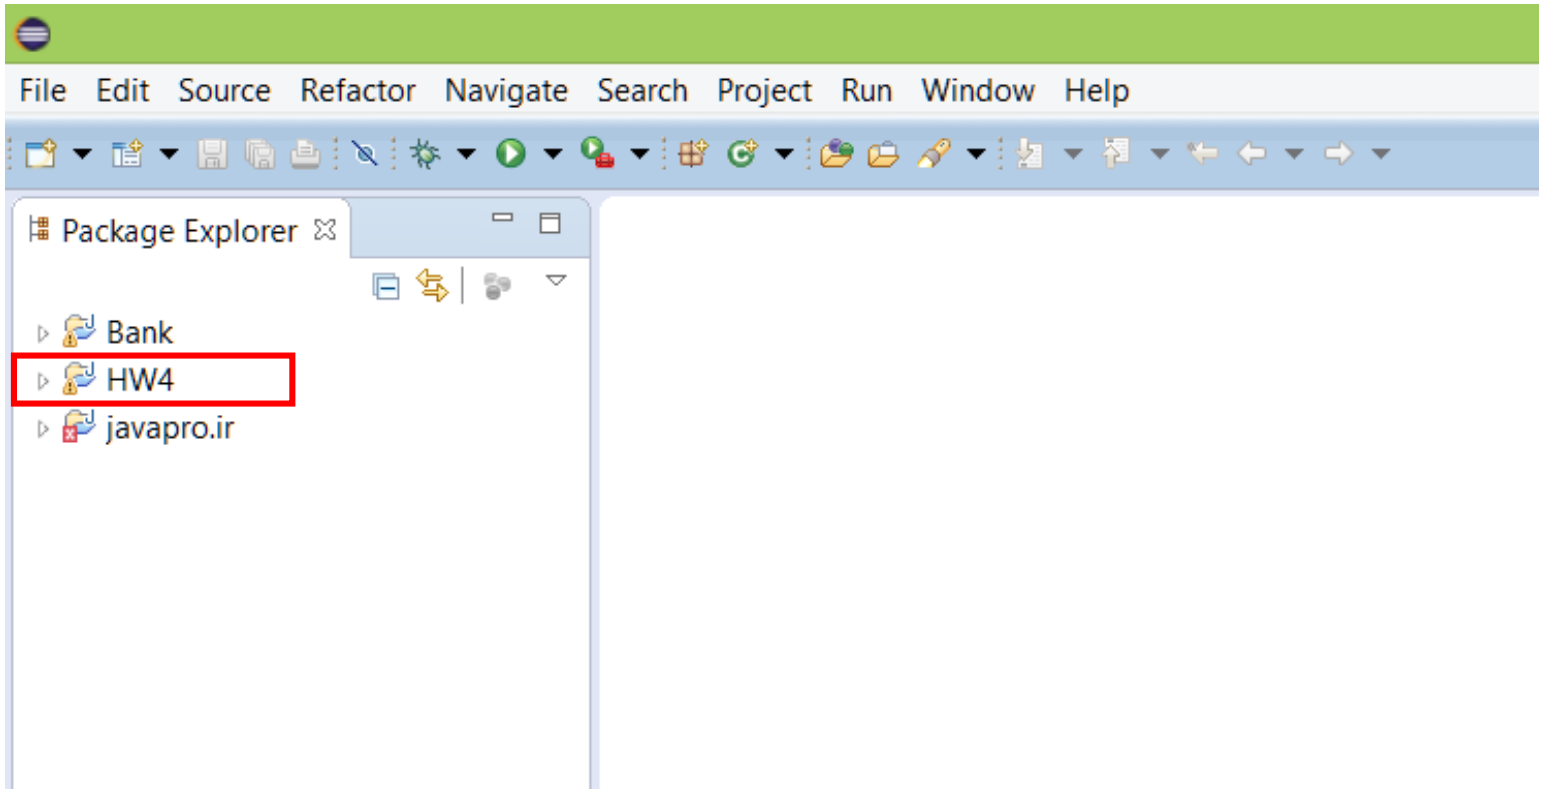 File Edit Source Refactor Navigate Search Project Run Window Help
Package Explorer
Bank
HW4
javapro.ir